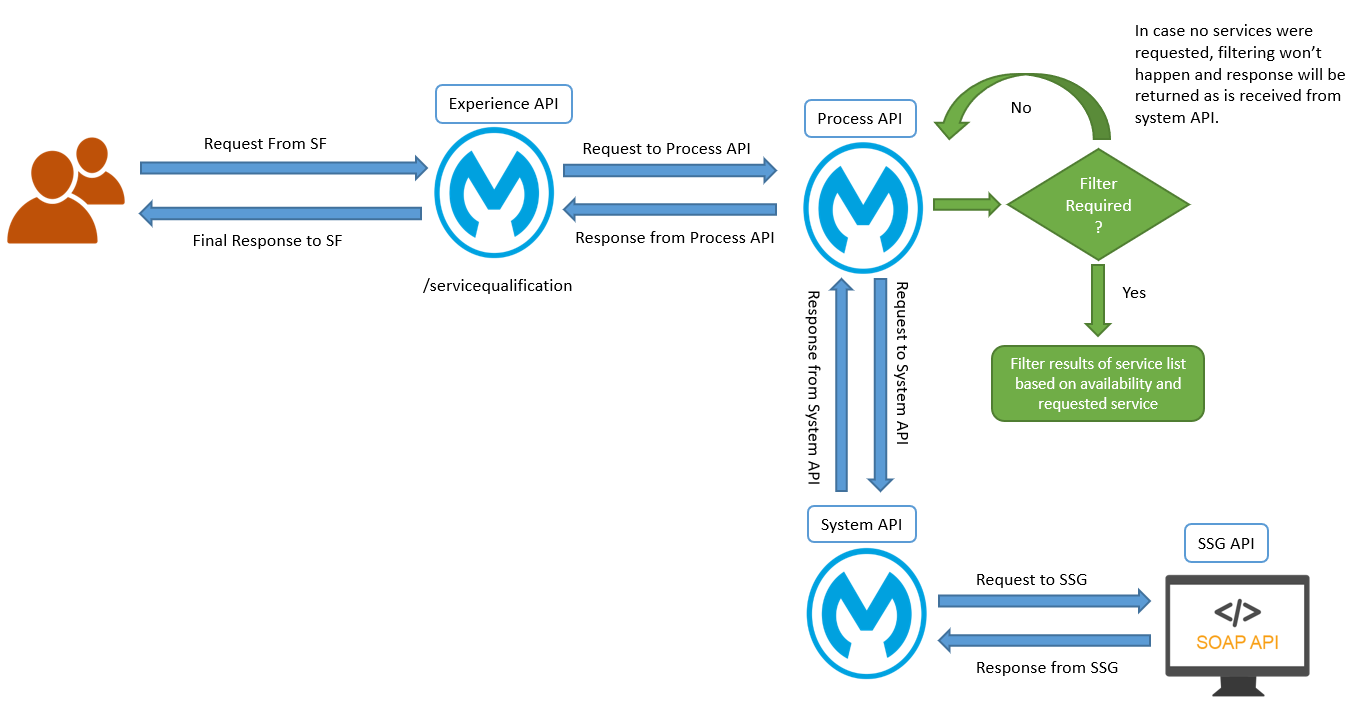 In case no services were
requested, filtering won’t
happen and response will be
returned as is received from
system API.
Experience API
Process API
No
Request From SF
Request to Process API
Filter
Required
?
Final Response to SF
Response from Process API
/servicequalification
Yes
Response from System API
Request to System API
Filter results of service list
based on availability and
requested service
System API
SSG API
Request to SSG
</>
SOAP API
Response from SSG